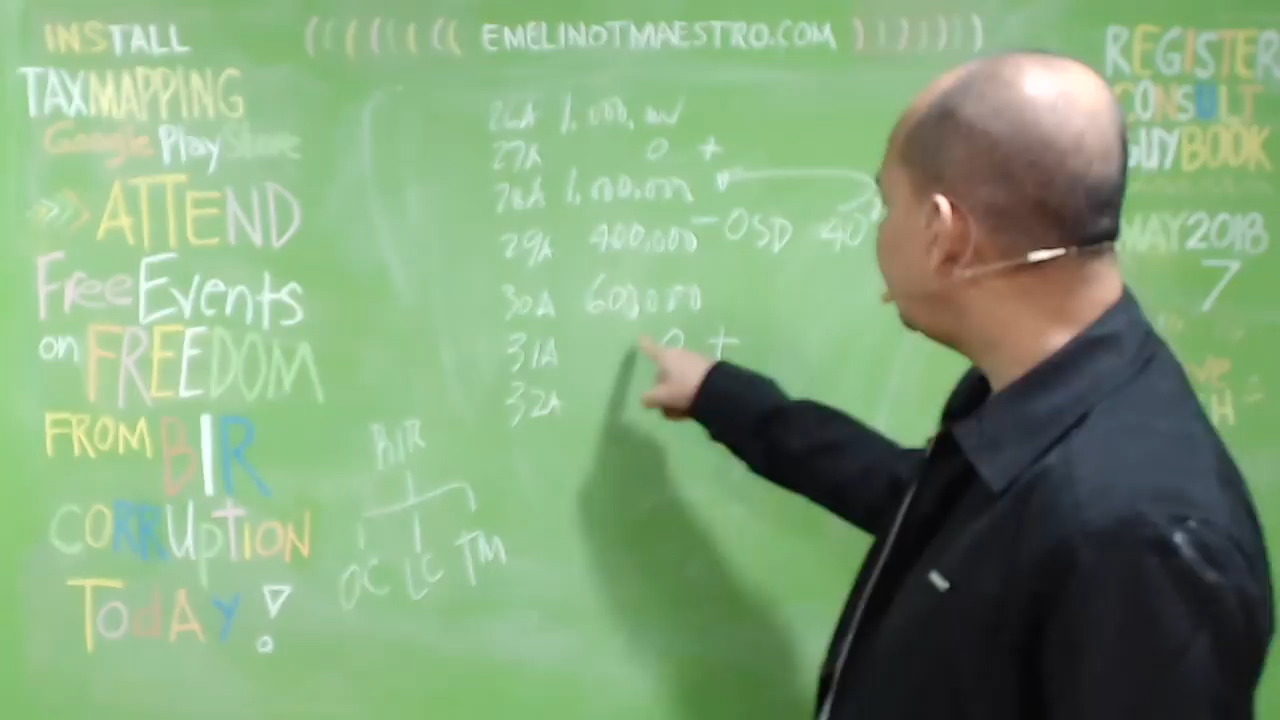 INSTALL
TAXMAPPING
Google Play Store
>>> ATTEND
Free Events
on FREEDOM
FROM BIR
CORRUPTION
TODAY!
((((((( EMELINOTMAESTRO.COM )))))))
26A 1,000,000
27A 0 +
28A 1,000,000
29A 400,000 - OSD 40
30A 600,000
31A 0 +
32A
BIR
OC LC TM
REGISTER
CONSULT
GUYBOOK
MAY 2018
7